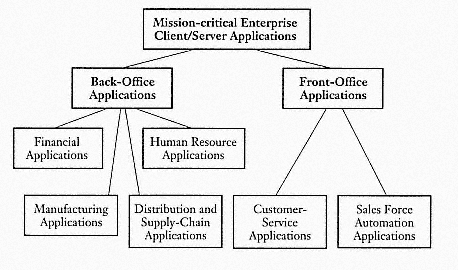 Mission-critical Enterprise
Client/Server Applications
Back-Office
Applications
Front-Office
Applications
Financial
Applications
Human Resource
Applications
Manufacturing
Applications
Distribution and
Supply-Chain
Applications
Customer-
Service
Applications
Sales Force
Automation
Applications